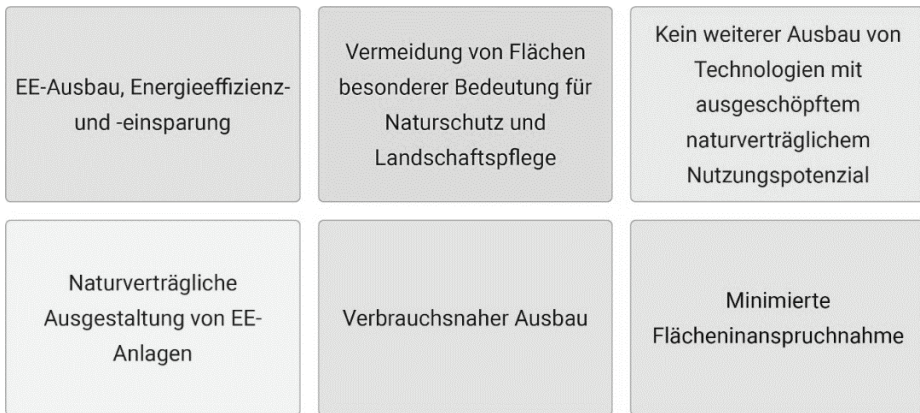 EE-Ausbau, Energieeffizienz-
und -einsparung
Vermeidung von Flächen
besonderer Bedeutung für
Naturschutz und
Landschaftspflege
Kein weiterer Ausbau von
Technologien mit
ausgeschöpftem
naturverträglichem
Nutzungspotenzial
Naturverträgliche
Ausgestaltung von EE-
Anlagen
Verbrauchsnaher Ausbau
Minimierte
Flächeninanspruchnahme